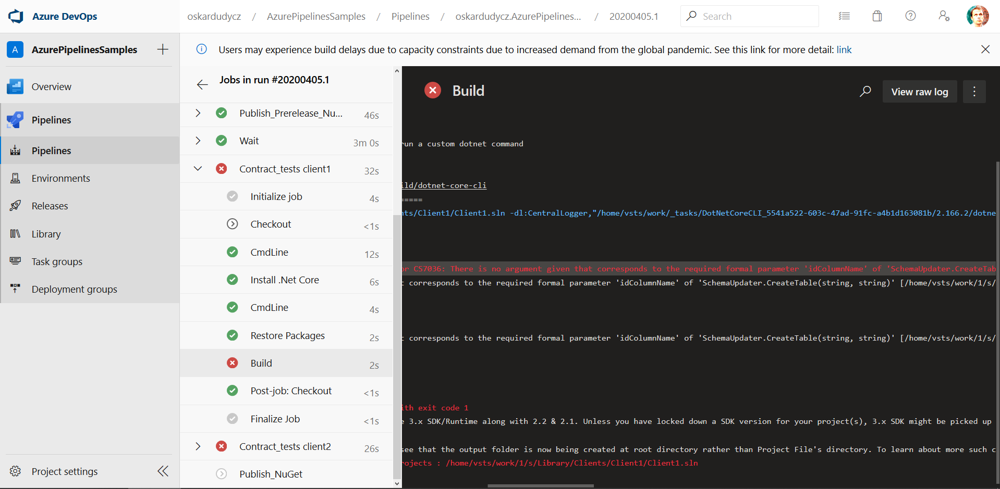 Azure DevOps
oskardudycz / AzurePipelinesSamples / Pipelines / oskardudycz.AzurePipelines... / 20200405.1
Search
A AzurePipelinesSamples
Overview
Pipelines
Pipelines
Environments
Releases
Library
Task groups
Deployment groups
Project settings
Users may experience build delays due to capacity constraints due to increased demand from the global pandemic. See this link for more detail: link
Jobs in run #20200405.1
Publish_Prerelease_Nu... 46s
Wait 3m 0s
Contract_tests client1 32s
Initialize job 4s
Checkout <1s
CmdLine 12s
Install .Net Core 6s
CmdLine 4s
Restore Packages 2s
Build 2s
Post-job: Checkout <1s
Finalize Job <1s
Contract_tests client2 26s
Publish_NuGet
Build
View raw log
run a custom dotnet command
ild/dotnet-core-cli
=====
nts/Client1/Client1.sln -dl:CentralLogger,"/home/vsts/work/_tasks/DotNetCoreCLI_5541a522-603c-47ad-91fc-a4b1d163081b/2.166.2/dotne
or CS7036: There is no argument given that corresponds to the required formal parameter 'idColumnName' of 'SchemaUpdater.CreateTab
t corresponds to the required formal parameter 'idColumnName' of 'SchemaUpdater.CreateTable(string, string)' [/home/vsts/work/1/s/
t corresponds to the required formal parameter 'idColumnName' of 'SchemaUpdater.CreateTable(string, string)' [/home/vsts/work/1/s/
ith exit code 1
e 3.x SDK/Runtime along with 2.2 & 2.1. Unless you have locked down a SDK version for your project(s), 3.x SDK might be picked up
see that the output folder is now being created at root directory rather than Project File's directory. To learn about more such c
rojects : /home/vsts/work/1/s/Library/Clients/Client1/Client1.sln